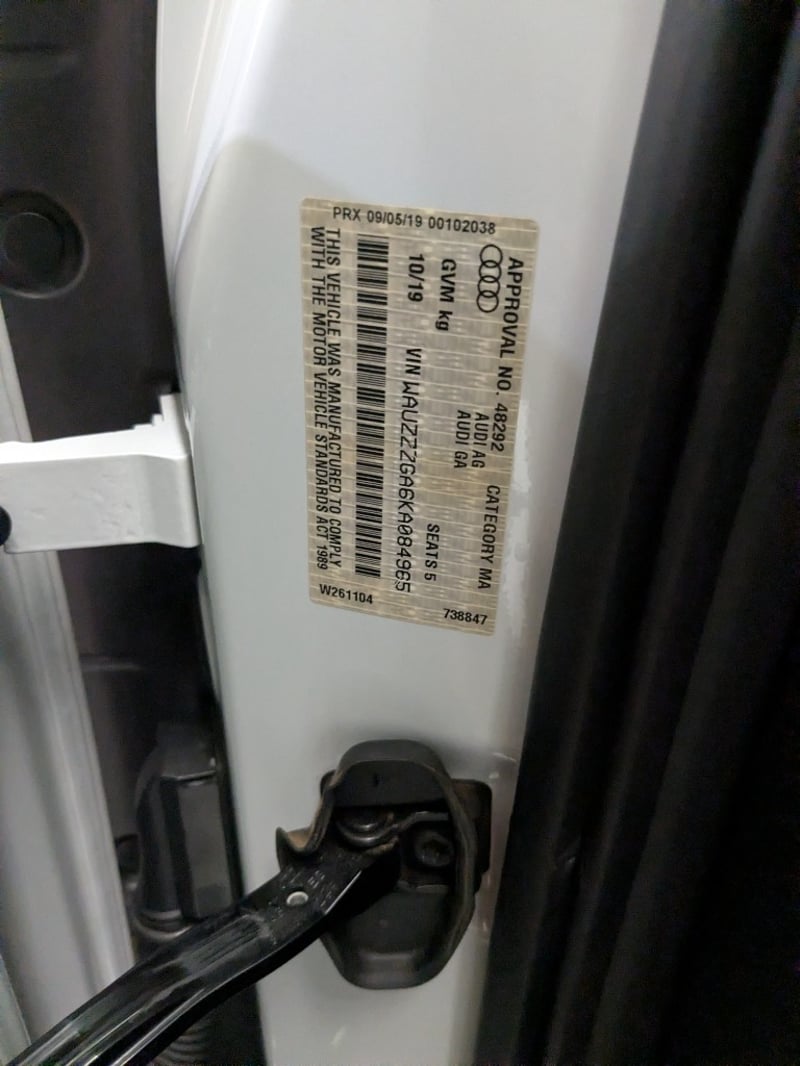 PRX 09/05/19 00102038
APPROVAL NO. 48292 CATEGORY MA
AUDI AG
AUDI GA
GVM kg SEATS 5
10/19 VIN WAUZZZGA6KA084965
THIS VEHICLE WAS MANUFACTURED TO COMPLY
WITH THE MOTOR VEHICLE STANDARDS ACT 1989
738847
W261104